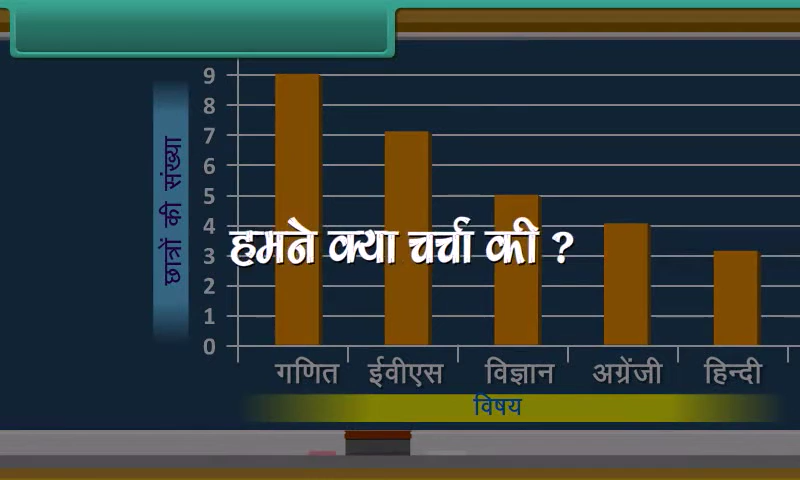 9
8
7
6
5
4
3
2
1
0
छात्रों की संख्या
हमने क्या चर्चा की ?
गणित ईवीएस विज्ञान अग्रेंजी हिन्दी
विषय